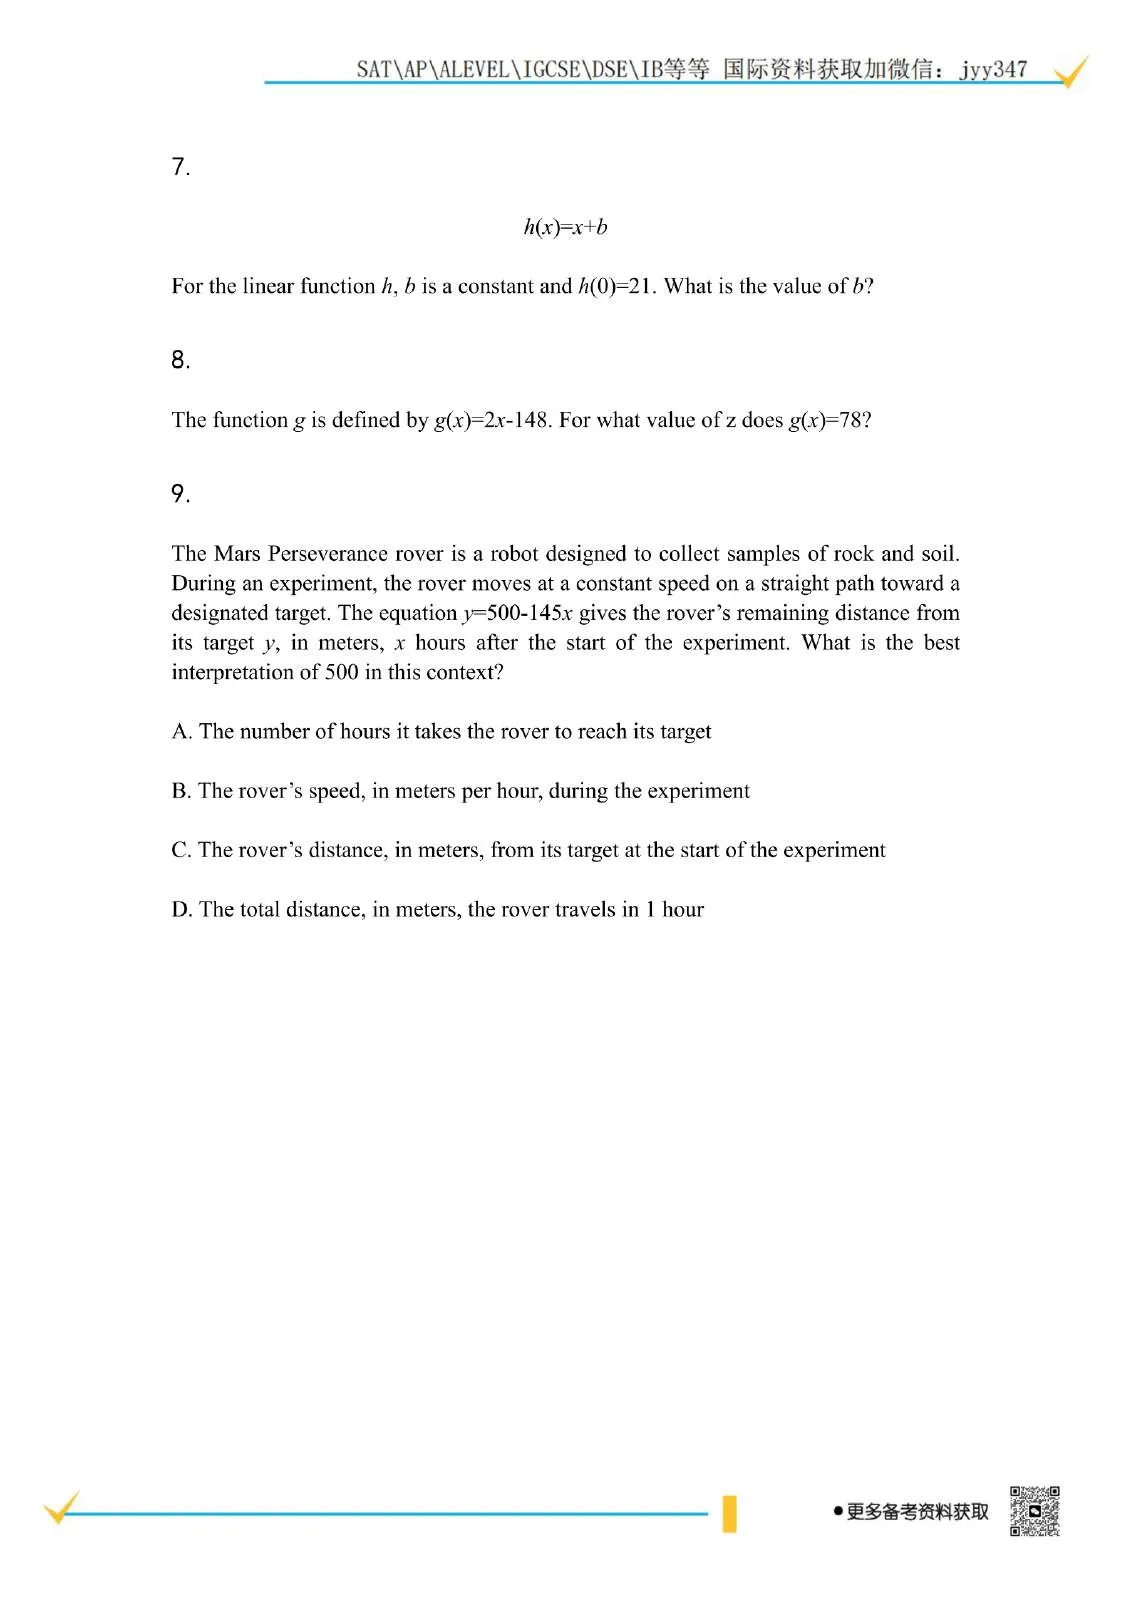 SAT\AP\ALEVEL\IGCSE\DSE\IB等等 国际资料获取加微信：jyy347
7.
h(x)=x+b
For the linear function h, b is a constant and h(0)=21. What is the value of b?
8.
The function g is defined by g(x)=2x-148. For what value of z does g(x)=78?
9.
The Mars Perseverance rover is a robot designed to collect samples of rock and soil.
During an experiment, the rover moves at a constant speed on a straight path toward a
designated target. The equation y=500-145x gives the rover’s remaining distance from
its target y, in meters, x hours after the start of the experiment. What is the best
interpretation of 500 in this context?
A. The number of hours it takes the rover to reach its target
B. The rover’s speed, in meters per hour, during the experiment
C. The rover’s distance, in meters, from its target at the start of the experiment
D. The total distance, in meters, the rover travels in 1 hour
●更多备考资料获取